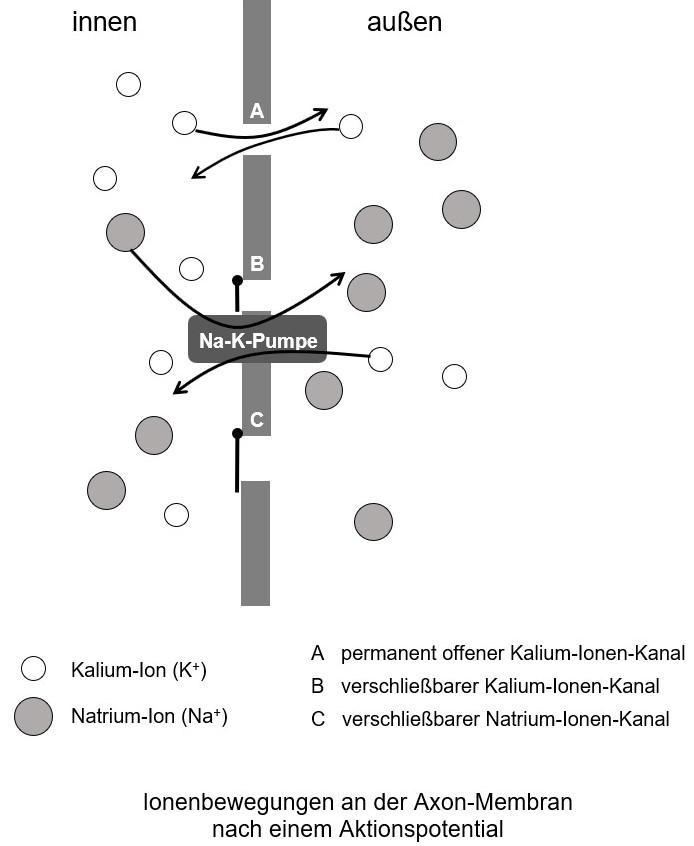 innen
außen
A
B
Na-K-Pumpe
C
Kalium-Ion (K⁺)
Natrium-Ion (Na⁺)
A permanent offener Kalium-Ionen-Kanal
B verschließbarer Kalium-Ionen-Kanal
C verschließbarer Natrium-Ionen-Kanal
Ionenbewegungen an der Axon-Membran
nach einem Aktionspotential